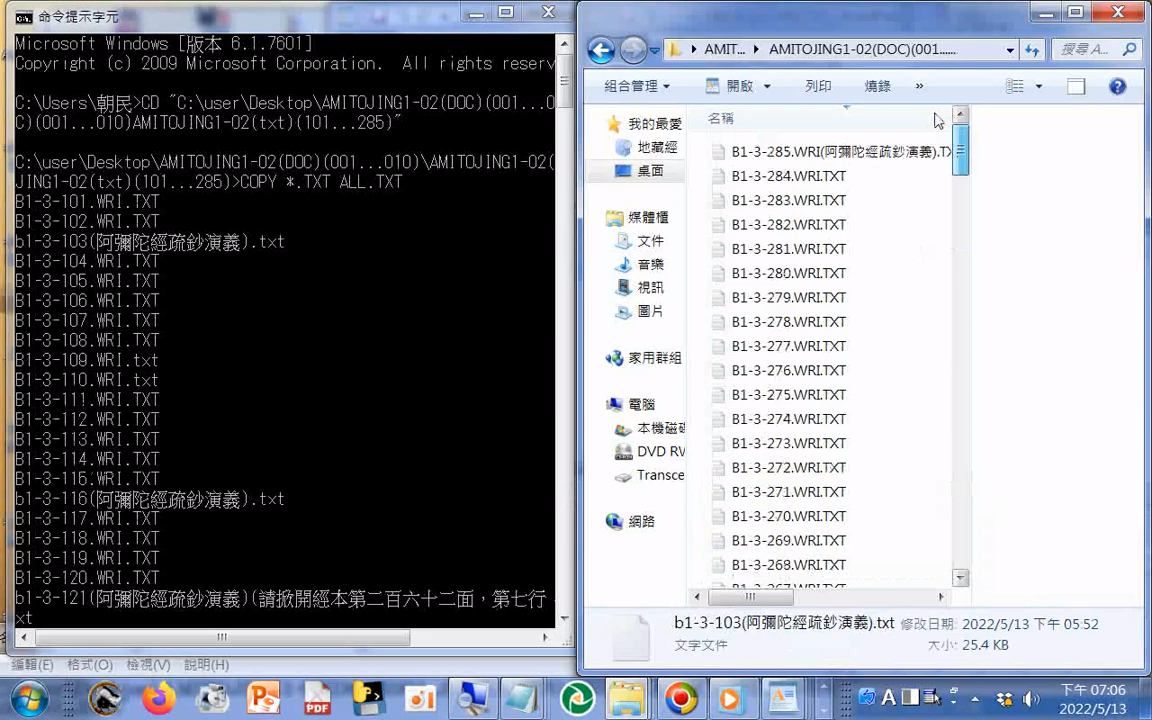 命令提示字元
Microsoft Windows [版本 6.1.7601]
Copyright (c) 2009 Microsoft Corporation.  All rights reserv
C:\Users\朝民>CD "C:\user\Desktop\AMITOJING1-02(DOC)(001...0
C)(001...010)AMITOJING1-02(txt)(101...285)"
C:\user\Desktop\AMITOJING1-02(DOC)(001...010)\AMITOJING1-02(
JING1-02(txt)(101...285)>COPY *.TXT ALL.TXT
B1-3-101.WRI.TXT
B1-3-102.WRI.TXT
b1-3-103(阿彌陀經疏鈔演義).txt
B1-3-104.WRI.TXT
B1-3-105.WRI.TXT
B1-3-106.WRI.TXT
B1-3-107.WRI.TXT
B1-3-108.WRI.TXT
B1-3-109.WRI.txt
B1-3-110.WRI.txt
B1-3-111.WRI.TXT
B1-3-112.WRI.TXT
B1-3-113.WRI.TXT
B1-3-114.WRI.TXT
B1-3-115.WRI.TXT
b1-3-116(阿彌陀經疏鈔演義).txt
B1-3-117.WRI.TXT
B1-3-118.WRI.TXT
B1-3-119.WRI.TXT
B1-3-120.WRI.TXT
b1-3-121(阿彌陀經疏鈔演義)(請掀開經本第二百六十二面，第七行
xt
編輯(E) 格式(O) 檢視(V) 說明(H)
AMIT... AMITOJING1-02(DOC)(001...... 搜尋 A...
組合管理 開啟 列印 燒錄 »
我的最愛
地藏經
桌面
媒體櫃
文件
音樂
視訊
圖片
家用群組
電腦
本機磁碟
DVD RW
Transce
網路
名稱
B1-3-285.WRI(阿彌陀經疏鈔演義).TX
B1-3-284.WRI.TXT
B1-3-283.WRI.TXT
B1-3-282.WRI.TXT
B1-3-281.WRI.TXT
B1-3-280.WRI.TXT
B1-3-279.WRI.TXT
B1-3-278.WRI.TXT
B1-3-277.WRI.TXT
B1-3-276.WRI.TXT
B1-3-275.WRI.TXT
B1-3-274.WRI.TXT
B1-3-273.WRI.TXT
B1-3-272.WRI.TXT
B1-3-271.WRI.TXT
B1-3-270.WRI.TXT
B1-3-269.WRI.TXT
B1-3-268.WRI.TXT
B1-3-267.WRI.TXT
b1-3-103(阿彌陀經疏鈔演義).txt 修改日期: 2022/5/13 下午 05:52
文字文件 大小: 25.4 KB
下午 07:06
2022/5/13